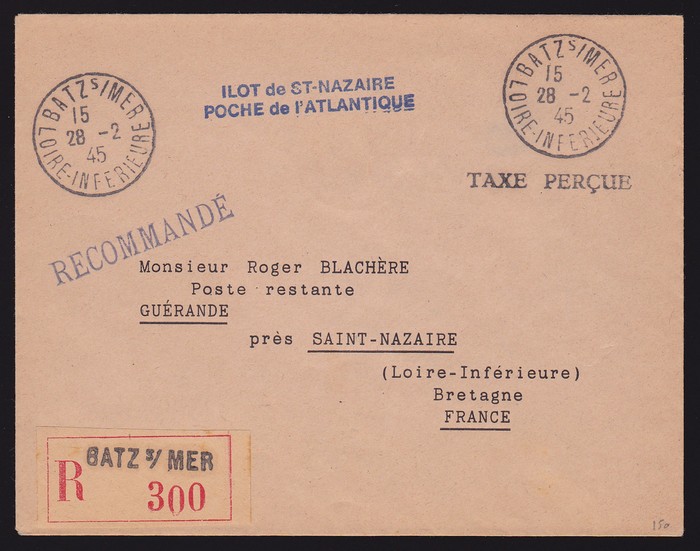 BATZ S/MER
15
28 -2
45
LOIRE-INFERIEURE
ILOT de ST-NAZAIRE
POCHE de l'ATLANTIQUE
BATZ S/MER
15
28 -2
45
LOIRE-INFERIEURE
TAXE PERÇUE
RECOMMANDÉ
Monsieur Roger BLACHÈRE
Poste restante
GUÉRANDE
près SAINT-NAZAIRE
(Loire-Inférieure)
Bretagne
FRANCE
BATZ S/ MER
R 300
150